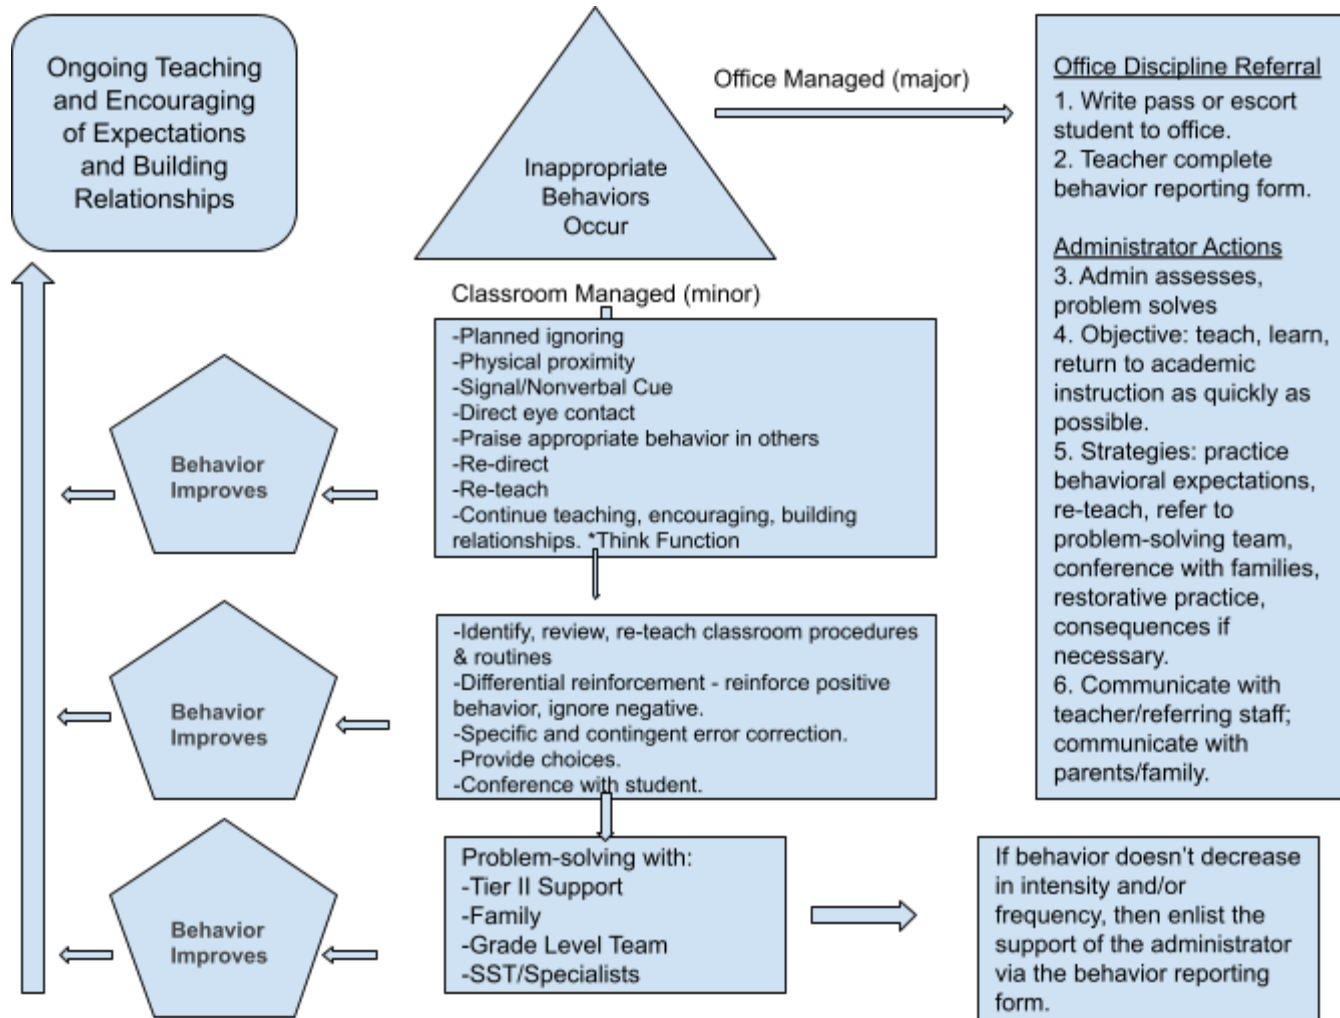 Ongoing Teaching
and Encouraging
of Expectations
and Building
Relationships
Inappropriate
Behaviors
Occur
Office Managed (major)
Office Discipline Referral
1. Write pass or escort
student to office.
2. Teacher complete
behavior reporting form.
Administrator Actions
3. Admin assesses,
problem solves
4. Objective: teach, learn,
return to academic
instruction as quickly as
possible.
5. Strategies: practice
behavioral expectations,
re-teach, refer to
problem-solving team,
conference with families,
restorative practice,
consequences if
necessary.
6. Communicate with
teacher/referring staff;
communicate with
parents/family.
Classroom Managed (minor)
-Planned ignoring
-Physical proximity
-Signal/Nonverbal Cue
-Direct eye contact
-Praise appropriate behavior in others
-Re-direct
-Re-teach
-Continue teaching, encouraging, building
relationships. *Think Function
Behavior
Improves
-Identify, review, re-teach classroom procedures
& routines
-Differential reinforcement - reinforce positive
behavior, ignore negative.
-Specific and contingent error correction.
-Provide choices.
-Conference with student.
Behavior
Improves
Problem-solving with:
-Tier II Support
-Family
-Grade Level Team
-SST/Specialists
Behavior
Improves
If behavior doesn't decrease
in intensity and/or
frequency, then enlist the
support of the administrator
via the behavior reporting
form.